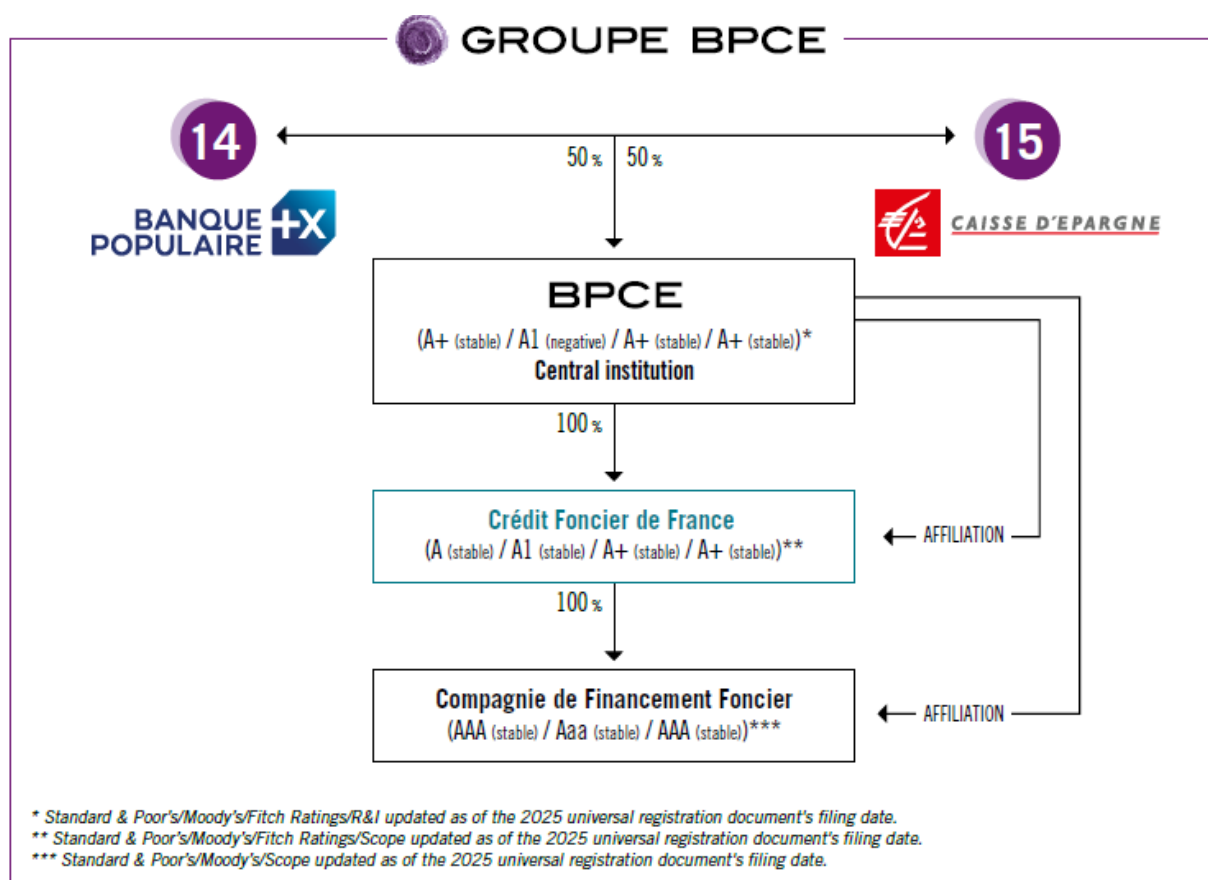 GROUPE BPCE
14
15
50 % 50 %
BANQUE
POPULAIRE
+X
CAISSE D'EPARGNE
BPCE
(A+ (stable) / A1 (negative) / A+ (stable) / A+ (stable))*
Central institution
100 %
Crédit Foncier de France
(A (stable) / A1 (stable) / A+ (stable) / A+ (stable))**
AFFILIATION
100 %
Compagnie de Financement Foncier
(AAA (stable) / Aaa (stable) / AAA (stable))***
AFFILIATION
* Standard & Poor's/Moody's/Fitch Ratings/R&I updated as of the 2025 universal registration document's filing date.
** Standard & Poor's/Moody's/Fitch Ratings/Scope updated as of the 2025 universal registration document's filing date.
*** Standard & Poor's/Moody's/Scope updated as of the 2025 universal registration document's filing date.